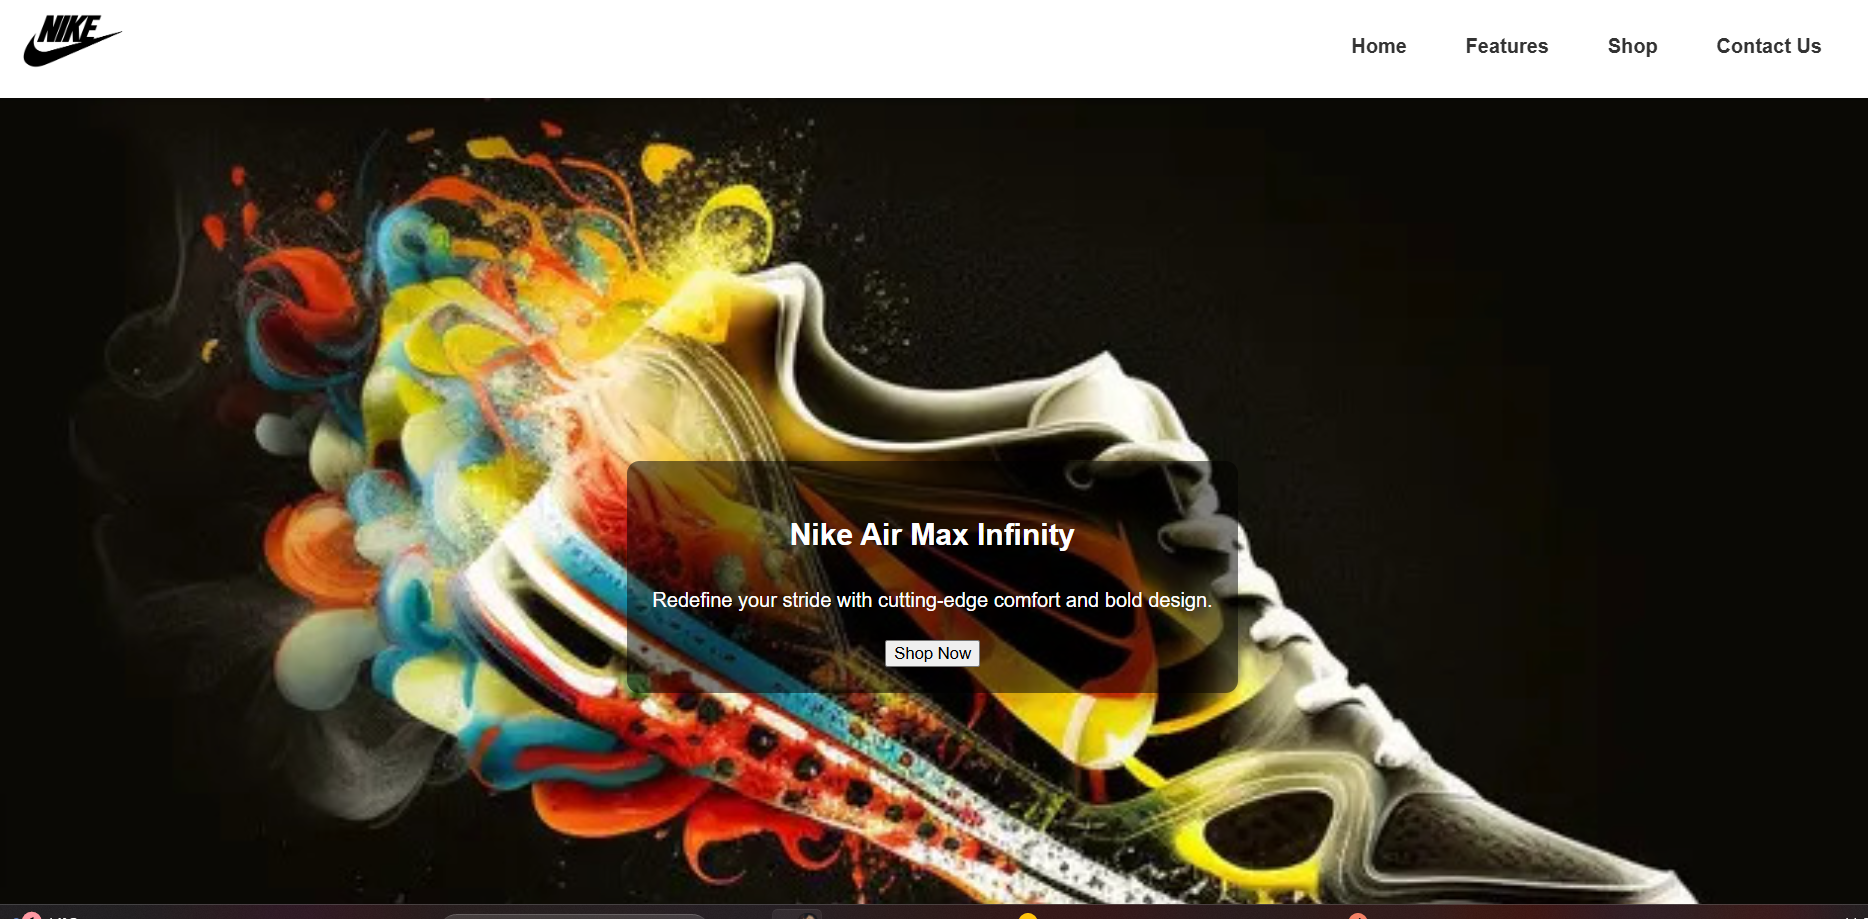 NIKE
Home
Features
Shop
Contact Us
Nike Air Max Infinity
Redefine your stride with cutting-edge comfort and bold design.
Shop Now